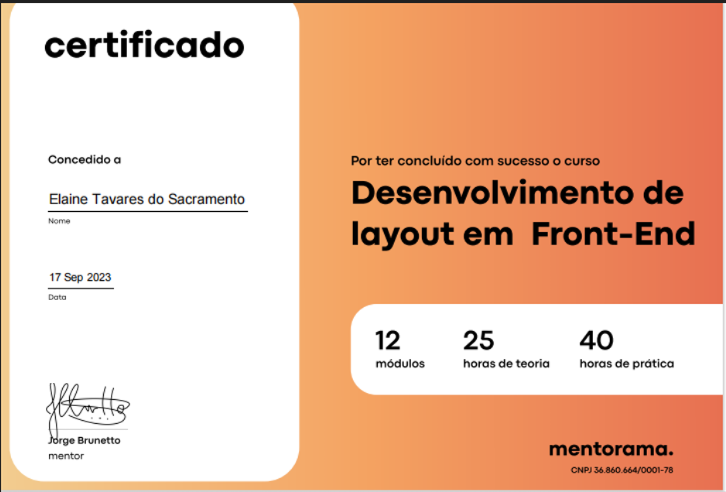 certificado
Concedido a
Elaine Tavares do Sacramento
Nome
17 Sep 2023
Data
Jorge Brunetto
mentor
Por ter concluído com sucesso o curso
Desenvolvimento de
layout em Front-End
12 25 40
módulos horas de teoria horas de prática
mentorama.
CNPJ 36.860.664/0001-78